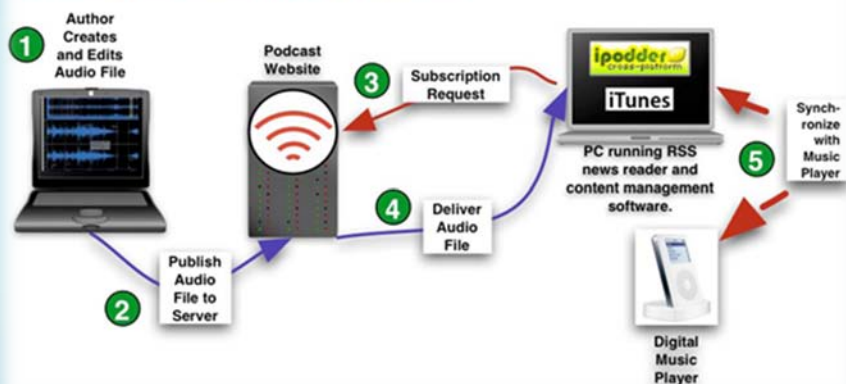 1
Author
Creates
and Edits
Audio File
2
Publish
Audio
File to
Server
Podcast
Website
3
Subscription
Request
4
Deliver
Audio
File
ipodder
cross-platform
iTunes
PC running RSS
news reader and
content management
software.
5
Synch-
ronize
with
Music
Player
Digital
Music
Player